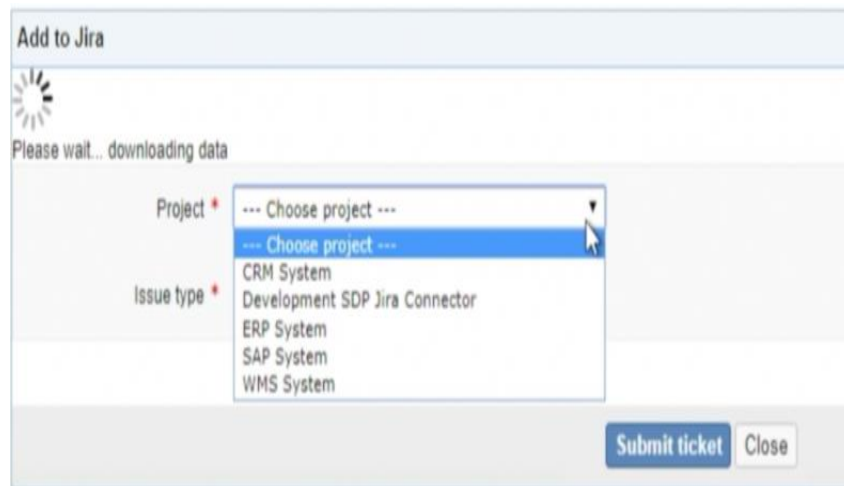 Add to Jira
Please wait... downloading data
Project *
--- Choose project ---
--- Choose project ---
CRM System
Issue type *
Development SDP Jira Connector
ERP System
SAP System
WMS System
Submit ticket
Close